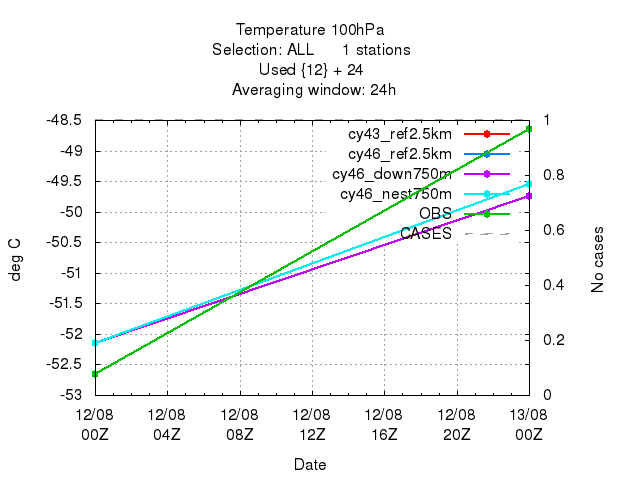 Temperature 100hPa
Selection: ALL 1 stations
Used {12} + 24
Averaging window: 24h
-48.5
-49
-49.5
-50
-50.5
-51
-51.5
-52
-52.5
-53
deg C
1
0.8
0.6
0.4
0.2
0
No cases
cy43_ref2.5km
cy46_ref2.5km
cy46_down750m
cy46_nest750m
OBS
CASES
12/08 12/08 12/08 12/08 12/08 12/08 13/08
00Z 04Z 08Z 12Z 16Z 20Z 00Z
Date